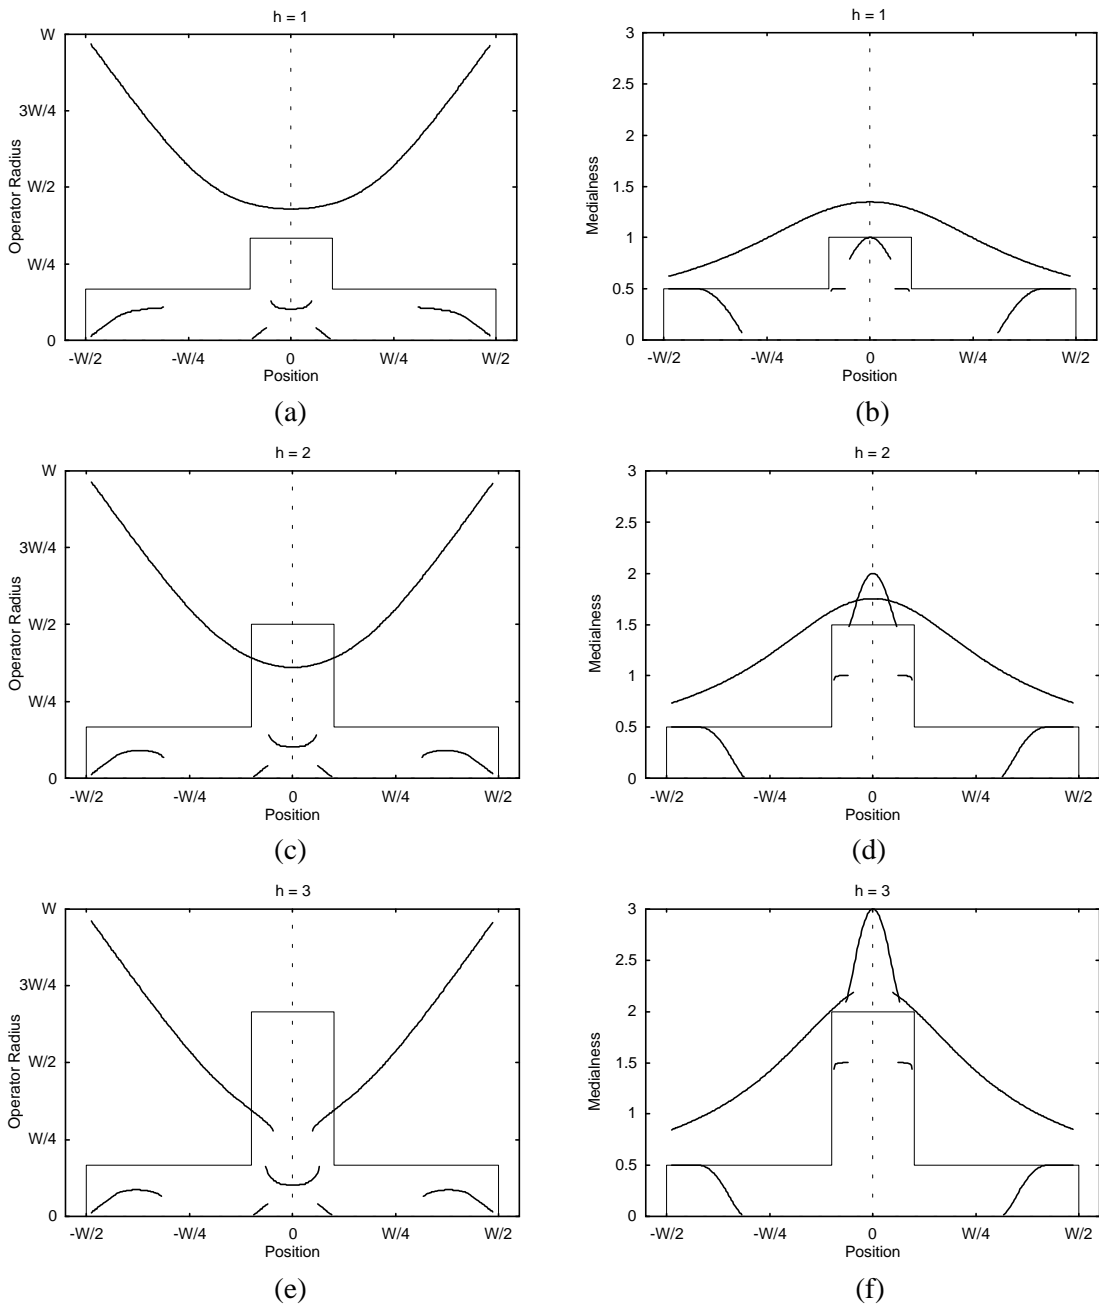 h = 1
W
3W/4
W/2
W/4
0
Operator Radius
-W/2 -W/4 0 W/4 W/2
Position
(a)
h = 1
3
2.5
2
1.5
1
0.5
0
Medialness
-W/2 -W/4 0 W/4 W/2
Position
(b)
h = 2
W
3W/4
W/2
W/4
0
Operator Radius
-W/2 -W/4 0 W/4 W/2
Position
(c)
h = 2
3
2.5
2
1.5
1
0.5
0
Medialness
-W/2 -W/4 0 W/4 W/2
Position
(d)
h = 3
W
3W/4
W/2
W/4
0
Operator Radius
-W/2 -W/4 0 W/4 W/2
Position
(e)
h = 3
3
2.5
2
1.5
1
0.5
0
Medialness
-W/2 -W/4 0 W/4 W/2
Position
(f)